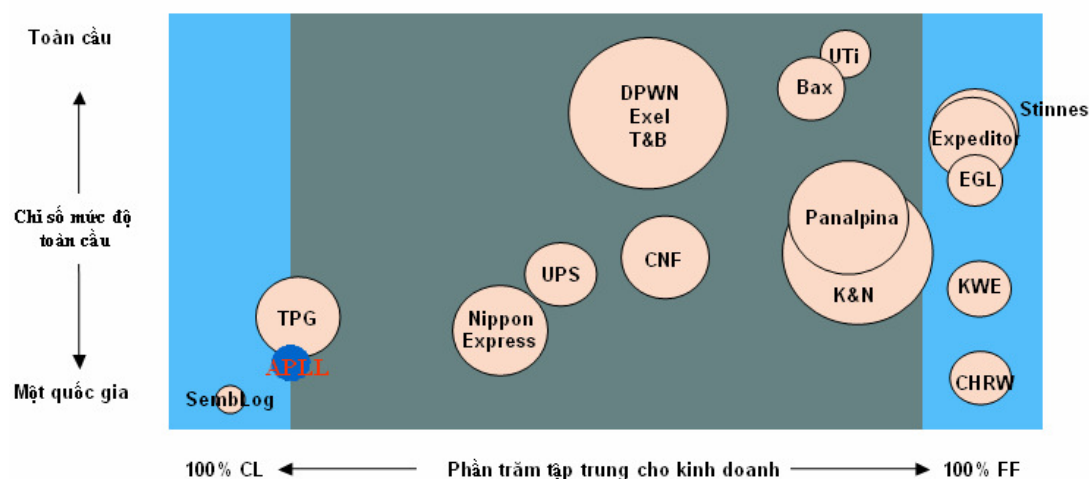 Toàn cầu
UTi
Bax
DPWN
Exel
T&B
Stinnes
Expeditor
EGL
Chỉ số mức độ
toàn cầu
Panalpina
CNF
UPS
K&N
KWE
TPG
Nippon
Express
APLL
Một quốc gia
SembLog
CHRW
100% CL
Phần trăm tập trung cho kinh doanh
100% FF